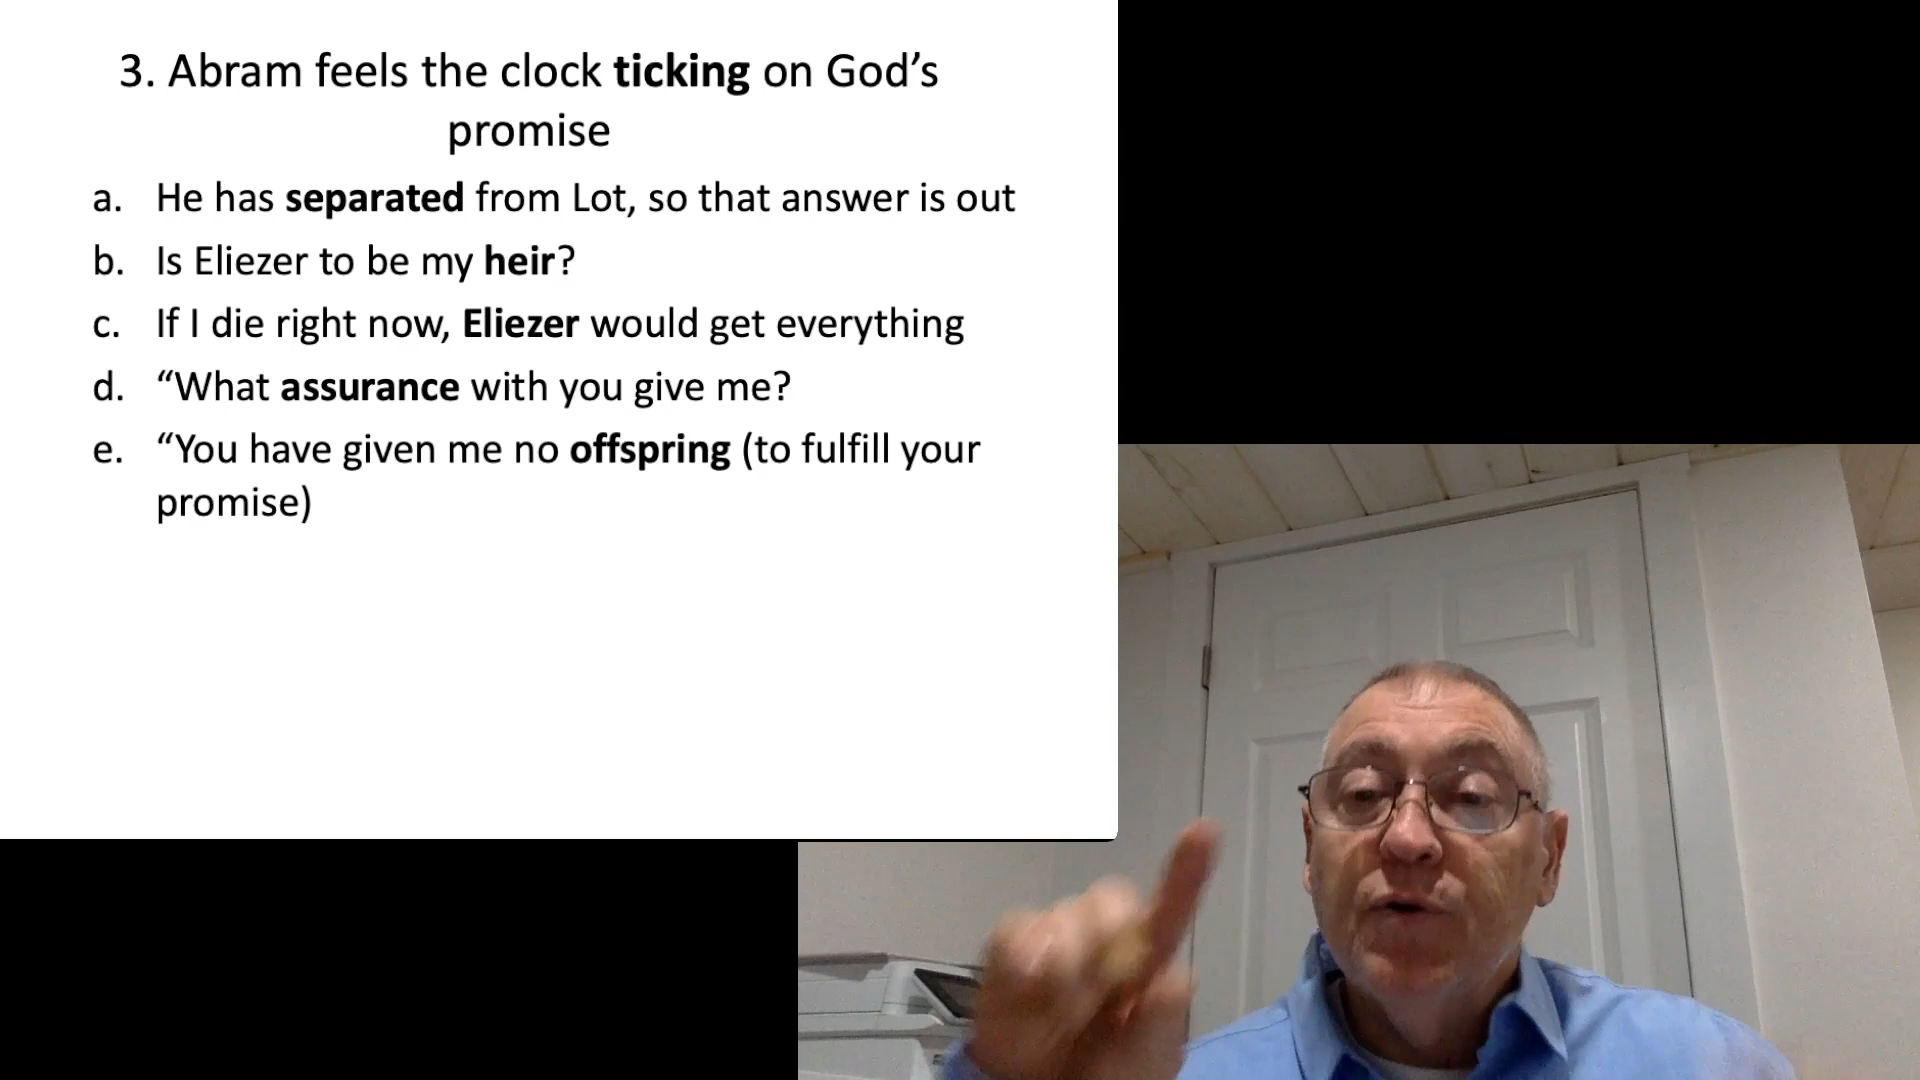 3. Abram feels the clock ticking on God’s
promise
a. He has separated from Lot, so that answer is out
b. Is Eliezer to be my heir?
c. If I die right now, Eliezer would get everything
d. “What assurance with you give me?
e. “You have given me no offspring (to fulfill your
promise)